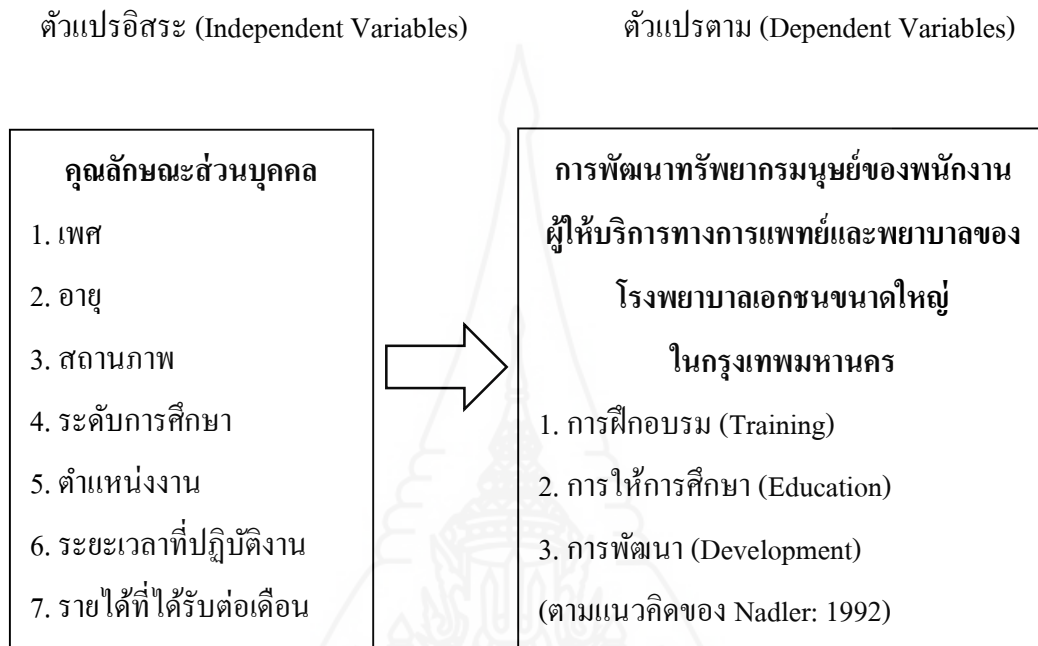 ตัวแปรอิสระ (Independent Variables)
ตัวแปรตาม (Dependent Variables)
คุณลักษณะส่วนบุคคล
1. เพศ
2. อายุ
3. สถานภาพ
4. ระดับการศึกษา
5. ตำแหน่งงาน
6. ระยะเวลาที่ปฏิบัติงาน
7. รายได้ที่ได้รับต่อเดือน
การพัฒนาทรัพยากรมนุษย์ของพนักงาน
ผู้ให้บริการทางการแพทย์และพยาบาลของ
โรงพยาบาลเอกชนขนาดใหญ่
ในกรุงเทพมหานคร
1. การฝึกอบรม (Training)
2. การให้การศึกษา (Education)
3. การพัฒนา (Development)
(ตามแนวคิดของ Nadler: 1992)